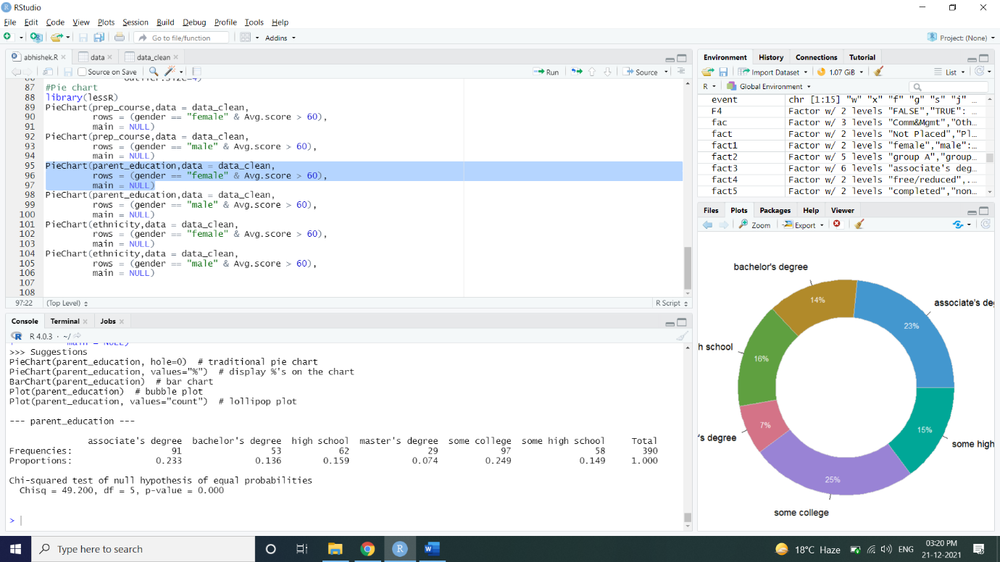 RStudio
File Edit Code View Plots Session Build Debug Profile Tools Help
Go to file/function Addins Project: (None)
abhishek.R data data_clean
Source on Save Run Source
87 #Pie chart
88 library(lessR)
89 PieChart(prep_course,data = data_clean,
90 rows = (gender == "female" & Avg.score > 60),
91 main = NULL)
92 PieChart(prep_course,data = data_clean,
93 rows = (gender == "male" & Avg.score > 60),
94 main = NULL)
95 PieChart(parent_education,data = data_clean,
96 rows = (gender == "female" & Avg.score > 60),
97 main = NULL)
98 PieChart(parent_education,data = data_clean,
99 rows = (gender == "male" & Avg.score > 60),
100 main = NULL)
101 PieChart(ethnicity,data = data_clean,
102 rows = (gender == "female" & Avg.score > 60),
103 main = NULL)
104 PieChart(ethnicity,data = data_clean,
105 rows = (gender == "male" & Avg.score > 60),
106 main = NULL)
107
108
97:22 (Top Level) R Script
Console Terminal Jobs
R 4.0.3 · ~/
>>> Suggestions
PieChart(parent_education, hole=0) # traditional pie chart
PieChart(parent_education, values="%") # display %'s on the chart
BarChart(parent_education) # bar chart
Plot(parent_education) # bubble plot
Plot(parent_education, values="count") # lollipop plot
--- parent_education ---
associate's degree bachelor's degree high school master's degree some college some high school Total
Frequencies: 91 53 62 29 97 58 390
Proportions: 0.233 0.136 0.159 0.074 0.249 0.149 1.000
Chi-squared test of null hypothesis of equal probabilities
Chisq = 49.200, df = 5, p-value = 0.000
>
Environment History Connections Tutorial
Import Dataset 1.07 GiB List
R Global Environment
event chr [1:15] "w" "x" "f" "g" "s" "j" …
F4 Factor w/ 2 levels "FALSE","TRUE": …
fac Factor w/ 3 levels "Comm&Mgmt","Oth…
fact Factor w/ 2 levels "Not Placed","Pl…
fact1 Factor w/ 2 levels "female","male":…
fact2 Factor w/ 5 levels "group A","group…
fact3 Factor w/ 6 levels "associate's deg…
fact4 Factor w/ 2 levels "free/reduced",.…
fact5 Factor w/ 2 levels "completed","non…
Files Plots Packages Help Viewer
Zoom Export
bachelor's degree
14%
associate's de
23%
h school
16%
7%
's degree
15%
some high
25%
some college
Type here to search
18°C Haze ENG
03:20 PM
21-12-2021